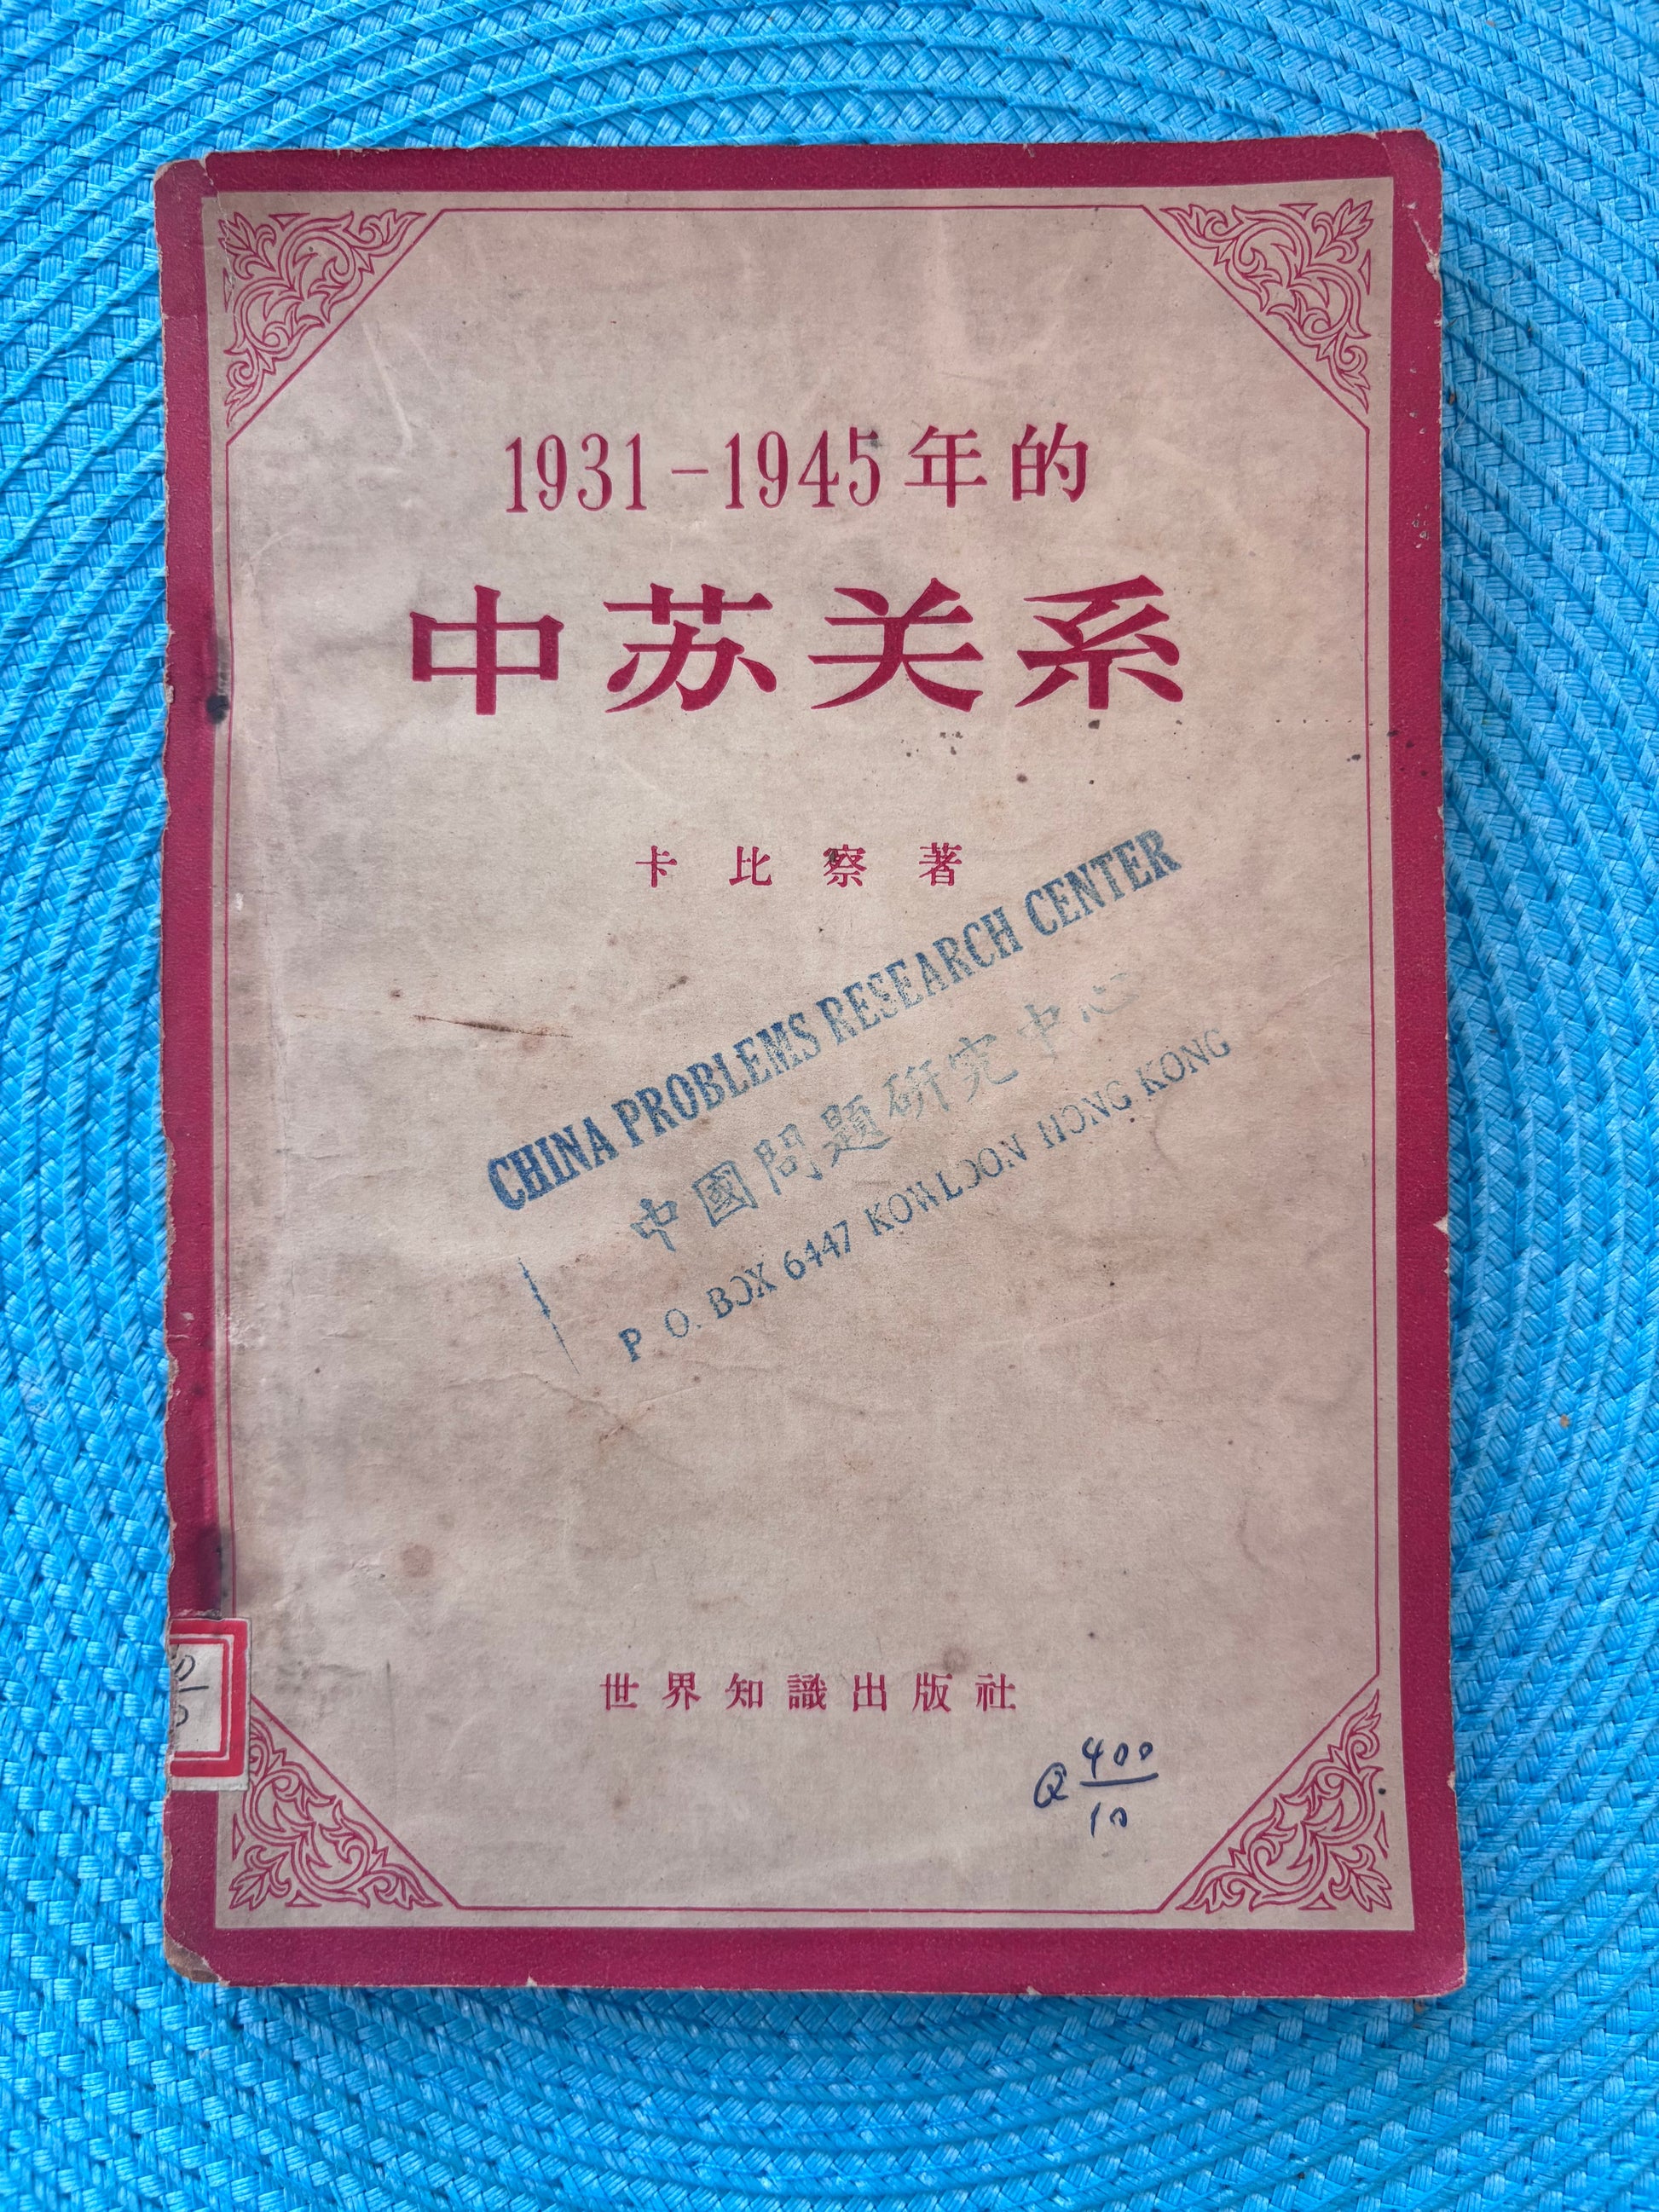 1931-1945年的
中苏关系
卡比察著
CHINA PROBLEMS RESEARCH CENTER
中國問題研究中心
P.O. BOX 6447 KOWLOON HONG KONG
世界知識出版社
Q 400
10